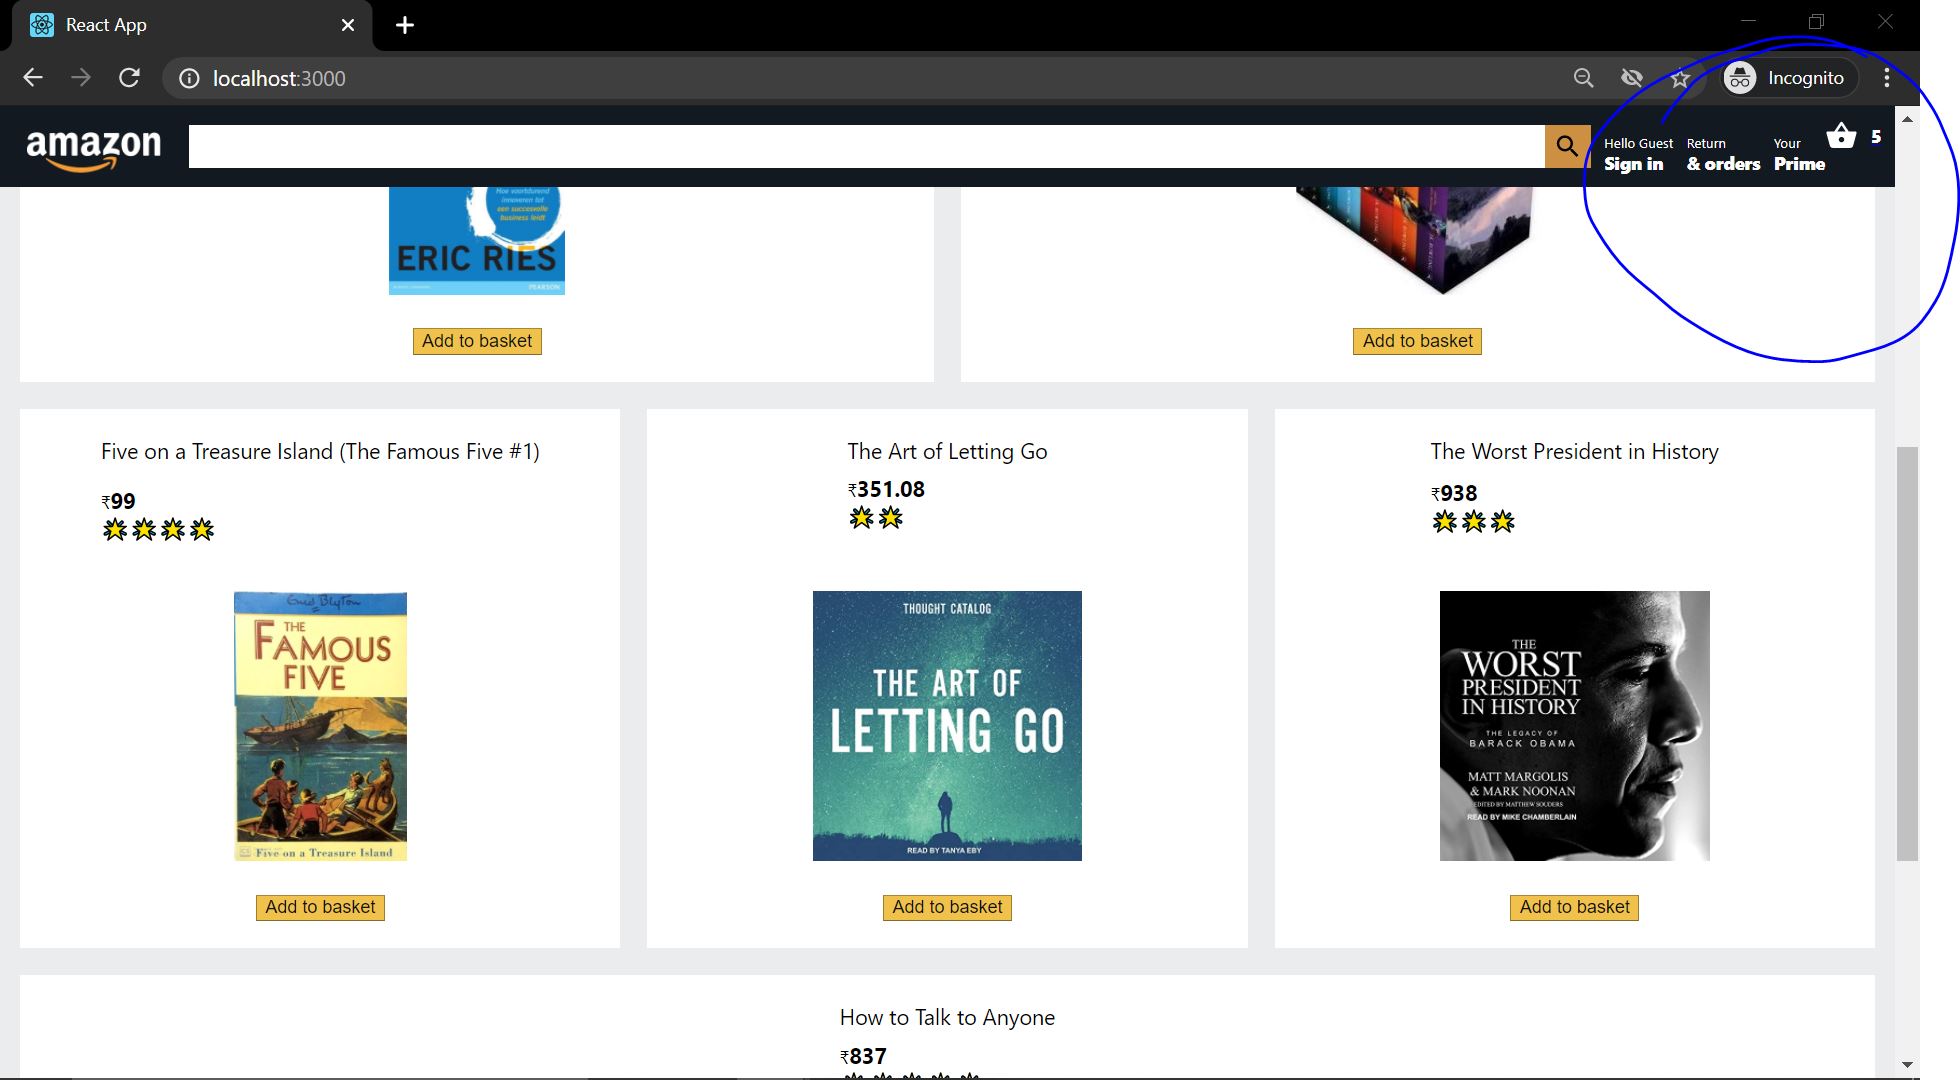 React App
localhost:3000
Incognito
amazon
Hello Guest
Sign in
Return
& orders
Your
Prime
5
Hoe voortdurend
innoveren tot
een succesvolle
business leidt
ERIC RIES
PEARSON
Add to basket
Add to basket
Five on a Treasure Island (The Famous Five #1)
₹99
The Art of Letting Go
₹351.08
The Worst President in History
₹938
Enid Blyton
THE
FAMOUS
FIVE
Five on a Treasure Island
THOUGHT CATALOG
THE ART OF
LETTING GO
READ BY TANYA EBY
THE
WORST
PRESIDENT
IN HISTORY
THE LEGACY OF
BARACK OBAMA
MATT MARGOLIS
& MARK NOONAN
EDITED BY MATTHEW SOUDERS
READ BY MIKE CHAMBERLAIN
Add to basket
Add to basket
Add to basket
How to Talk to Anyone
₹837